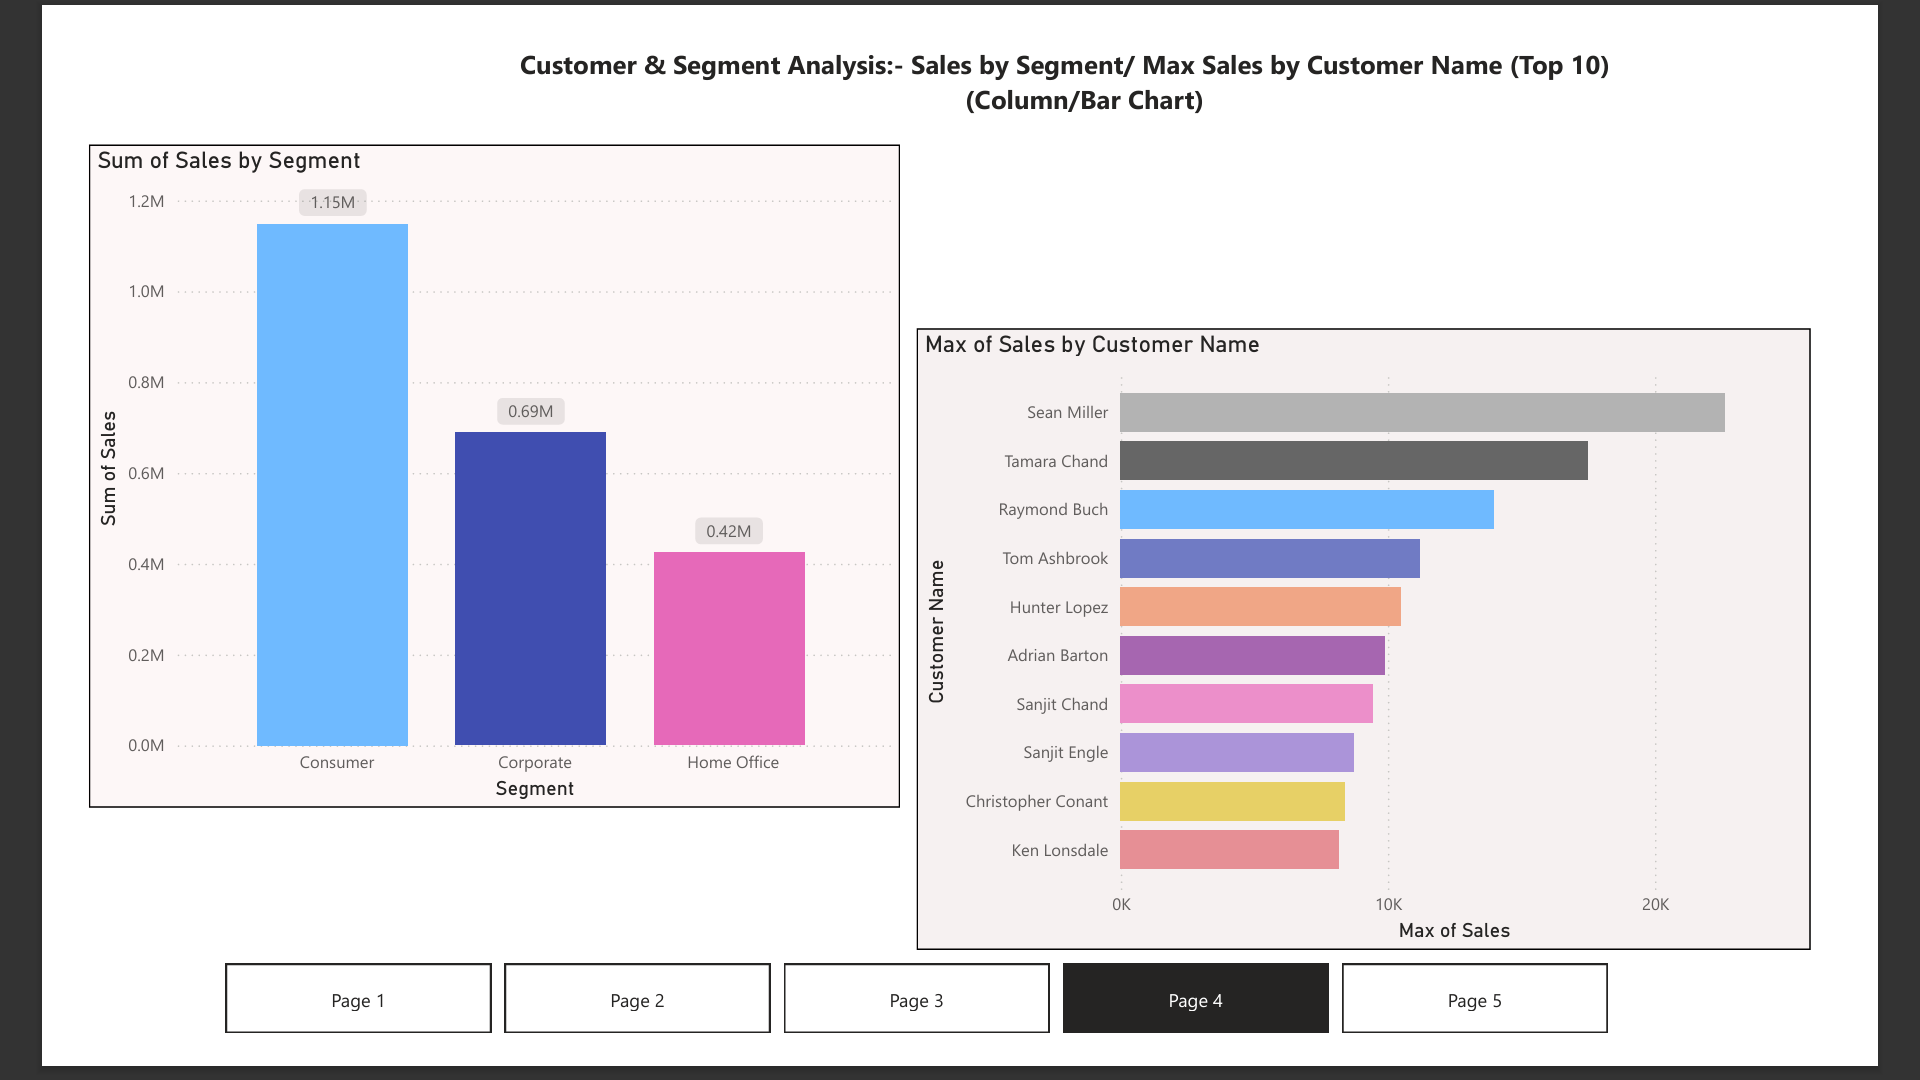 Customer & Segment Analysis:- Sales by Segment/ Max Sales by Customer Name (Top 10)
(Column/Bar Chart)
Sum of Sales by Segment
1.2M
1.0M
0.8M
0.6M
0.4M
0.2M
0.0M
Sum of Sales
1.15M
0.69M
0.42M
Consumer
Corporate
Home Office
Segment
Max of Sales by Customer Name
Customer Name
Sean Miller
Tamara Chand
Raymond Buch
Tom Ashbrook
Hunter Lopez
Adrian Barton
Sanjit Chand
Sanjit Engle
Christopher Conant
Ken Lonsdale
0K
10K
20K
Max of Sales
Page 1
Page 2
Page 3
Page 4
Page 5